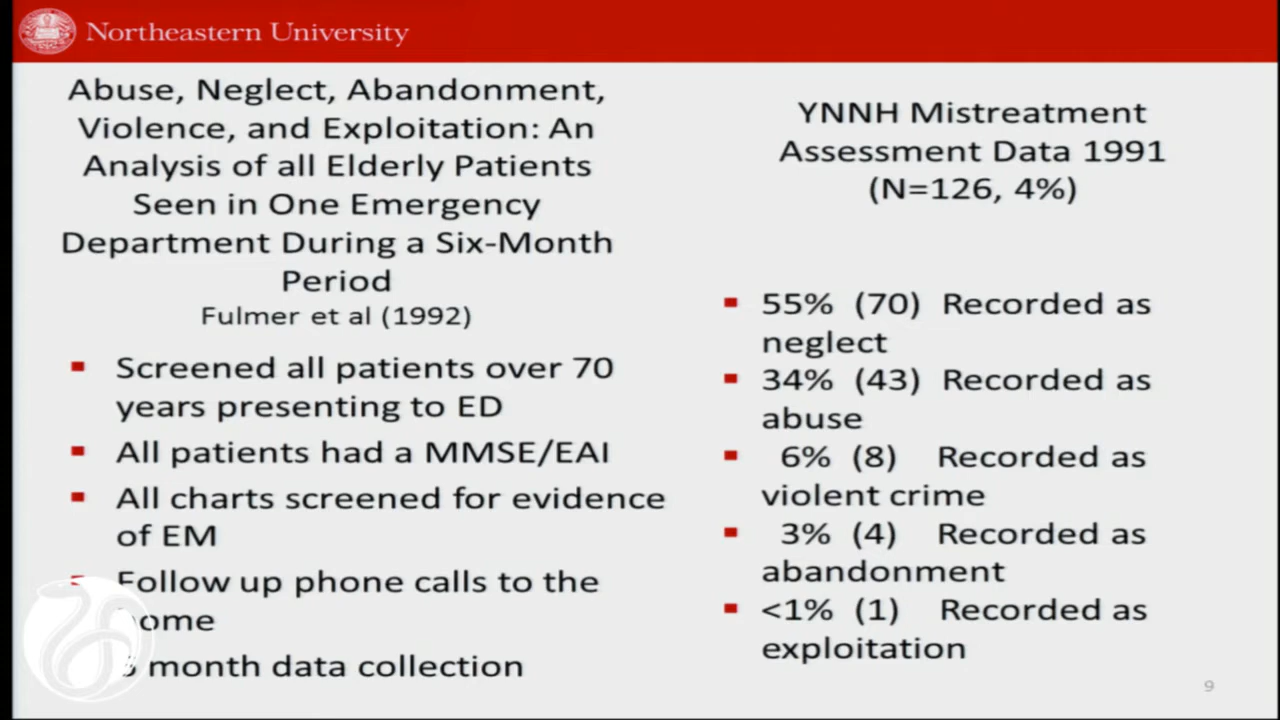 Northeastern University
Abuse, Neglect, Abandonment,
Violence, and Exploitation: An
Analysis of all Elderly Patients
Seen in One Emergency
Department During a Six-Month
Period
Fulmer et al (1992)
Screened all patients over 70
years presenting to ED
All patients had a MMSE/EAI
All charts screened for evidence
of EM
Follow up phone calls to the
home
6 month data collection
YNNH Mistreatment
Assessment Data 1991
(N=126, 4%)
55% (70) Recorded as
neglect
34% (43) Recorded as
abuse
6% (8) Recorded as
violent crime
3% (4) Recorded as
abandonment
<1% (1) Recorded as
exploitation
9